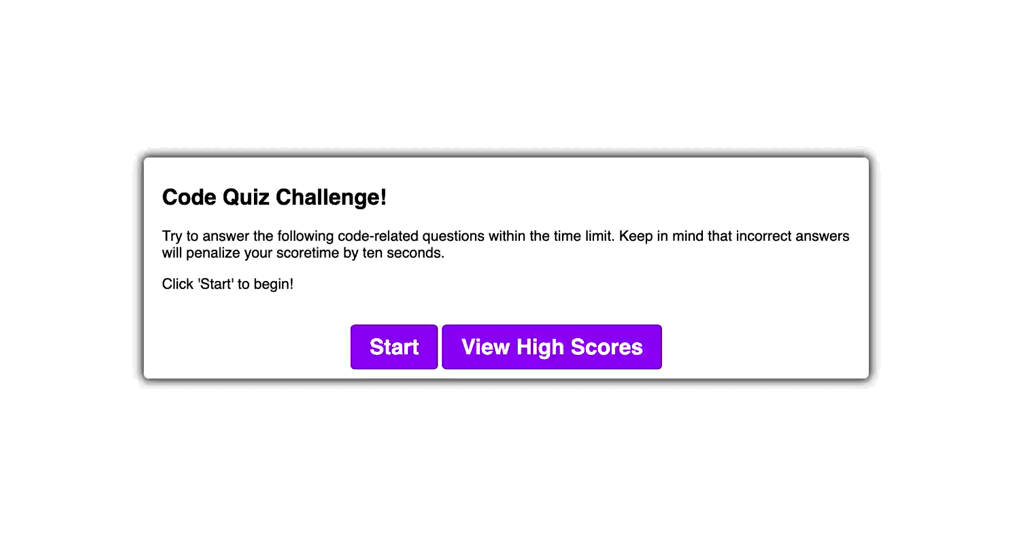 Code Quiz Challenge!
Try to answer the following code-related questions within the time limit. Keep in mind that incorrect answers
will penalize your scoretime by ten seconds.
Click 'Start' to begin!
Start View High Scores